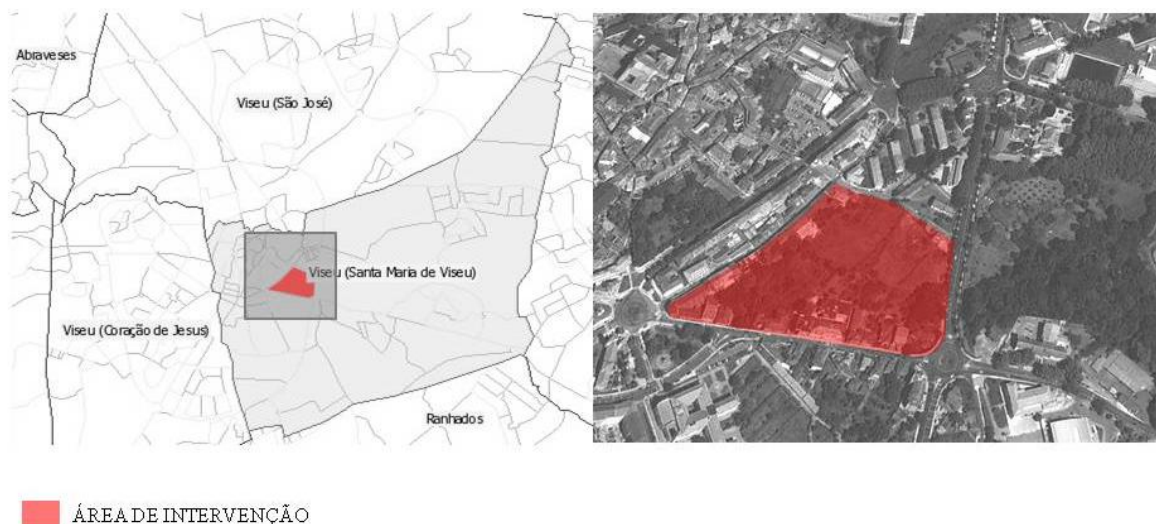 Abraveses
Viseu (São José)
Viseu (Santa Maria de Viseu)
Viseu (Coração de Jesus)
Ranhados
ÁREA DE INTERVENÇÃO